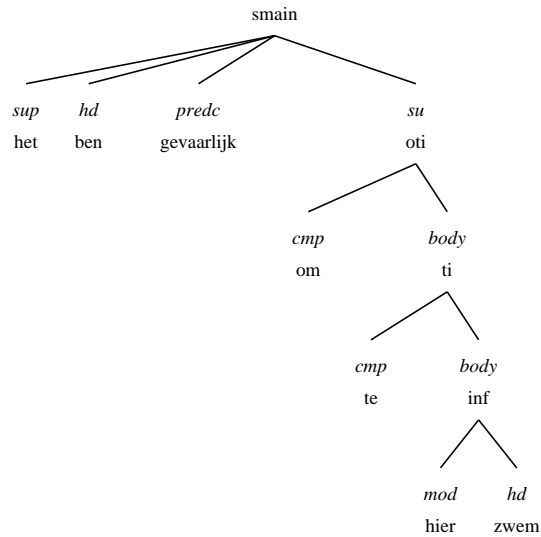 smain
sup hd predc su
het ben gevaarlijk oti
cmp body
om ti
cmp body
te inf
mod hd
hier zwem